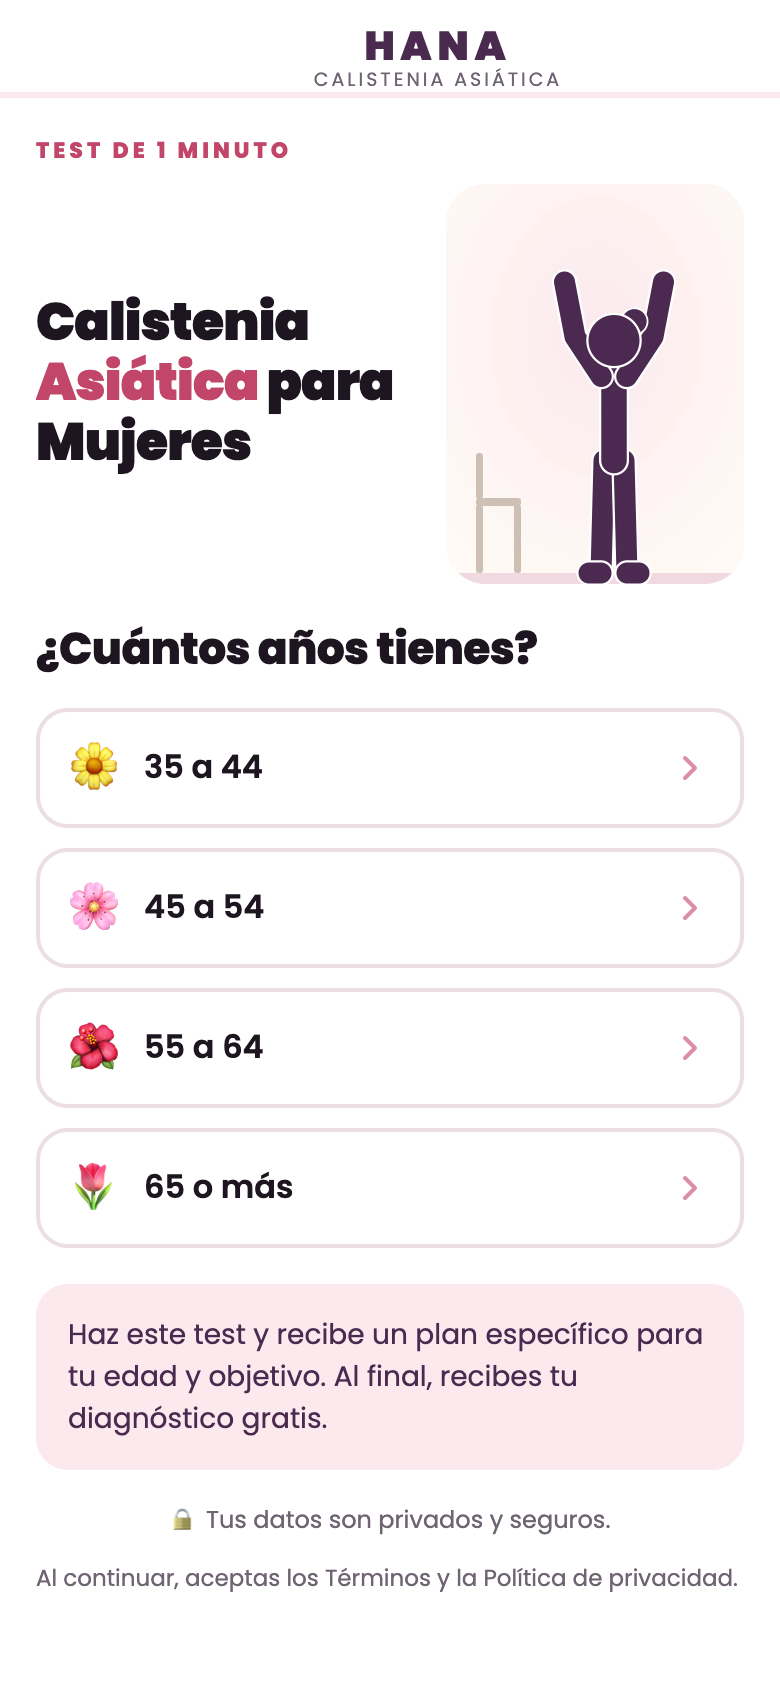 HANA
CALISTENIA ASIÁTICA
TEST DE 1 MINUTO
Calistenia
Asiática para
Mujeres
¿Cuántos años tienes?
35 a 44
45 a 54
55 a 64
65 o más
Haz este test y recibe un plan específico para
tu edad y objetivo. Al final, recibes tu
diagnóstico gratis.
Tus datos son privados y seguros.
Al continuar, aceptas los Términos y la Política de privacidad.